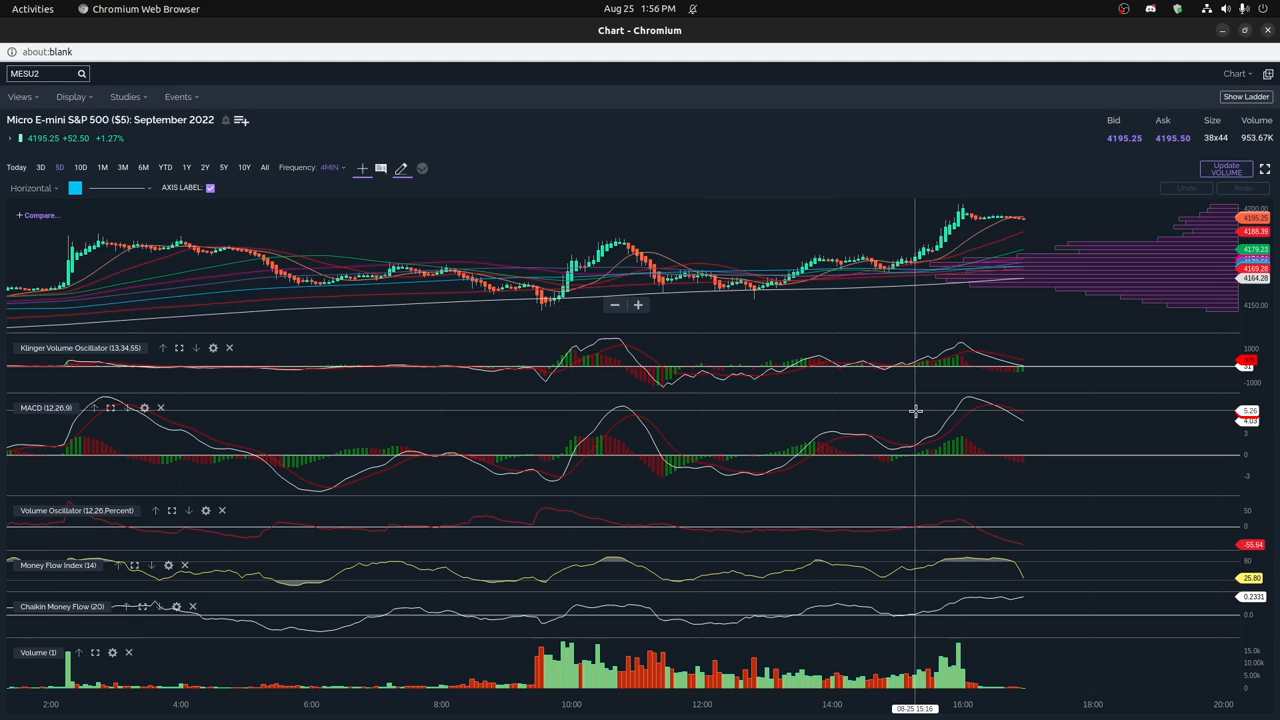 Activities Chromium Web Browser Aug 25 1:56 PM
Chart - Chromium
about:blank
MESU2 Chart
Views Display Studies Events Show Ladder
Micro E-mini S&P 500 ($5): September 2022 Bid Ask Size Volume
4195.25 +52.50 +1.27% 4195.25 4195.50 38x44 953.67K
Today 3D 5D 10D 1M 3M 6M YTD 1Y 2Y 5Y 10Y All Frequency: 4MIN Update VOLUME
Horizontal AXIS LABEL: Undo Redo
4200.00
Compare... 4195.25
4188.39
4179.23
4169.28
4164.28
4150.00
Klinger Volume Oscillator (13,34,55) 1000
-1000
MACD (12,26,9) 5.26
4.03
3
0
-3
Volume Oscillator (12,26,Percent) 50
0
-55.64
Money Flow Index (14) 80
25.80
Chaikin Money Flow (20) 0.2331
0.0
Volume (1) 15.0k
10.00k
5.00k
0
2:00 4:00 6:00 8:00 10:00 12:00 14:00 08-25 15:16 16:00 18:00 20:00